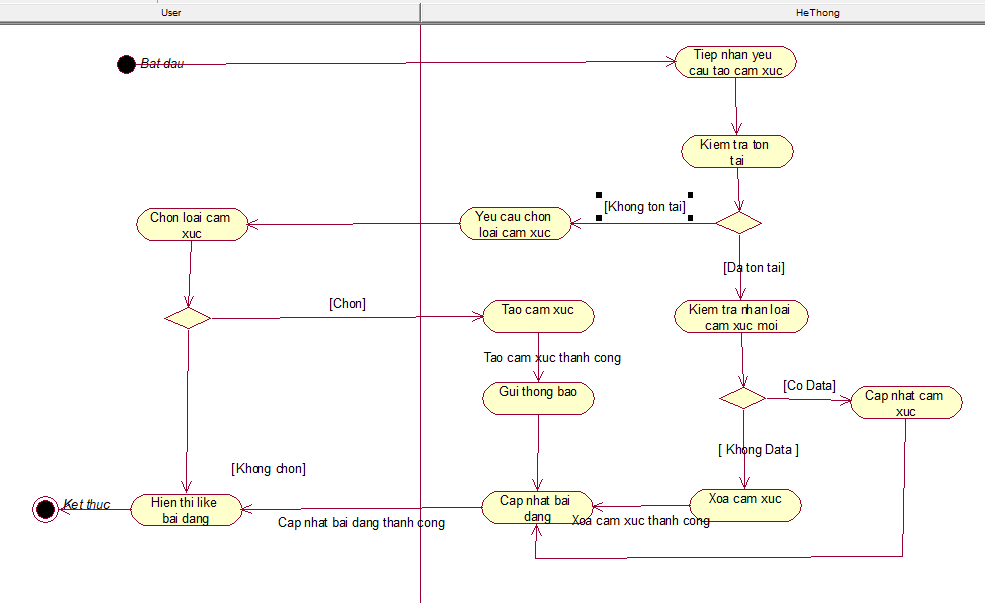 User
HeThong
Bat dau
Tiep nhan yeu
cau tao cam xuc
Kiem tra ton
tai
[Khong ton tai]
Chon loai cam
xuc
Yeu cau chon
loai cam xuc
[Da ton tai]
[Chon]
Tao cam xuc
Kiem tra nhan loai
cam xuc moi
Tao cam xuc thanh cong
[Co Data]
Gui thong bao
Cap nhat cam
xuc
[ Khong Data ]
[Khong chon]
Ket thuc
Hien thi like
bai dang
Cap nhat bai dang thanh cong
Cap nhat bai
dang
Xoa cam xuc
Xoa cam xuc thanh cong